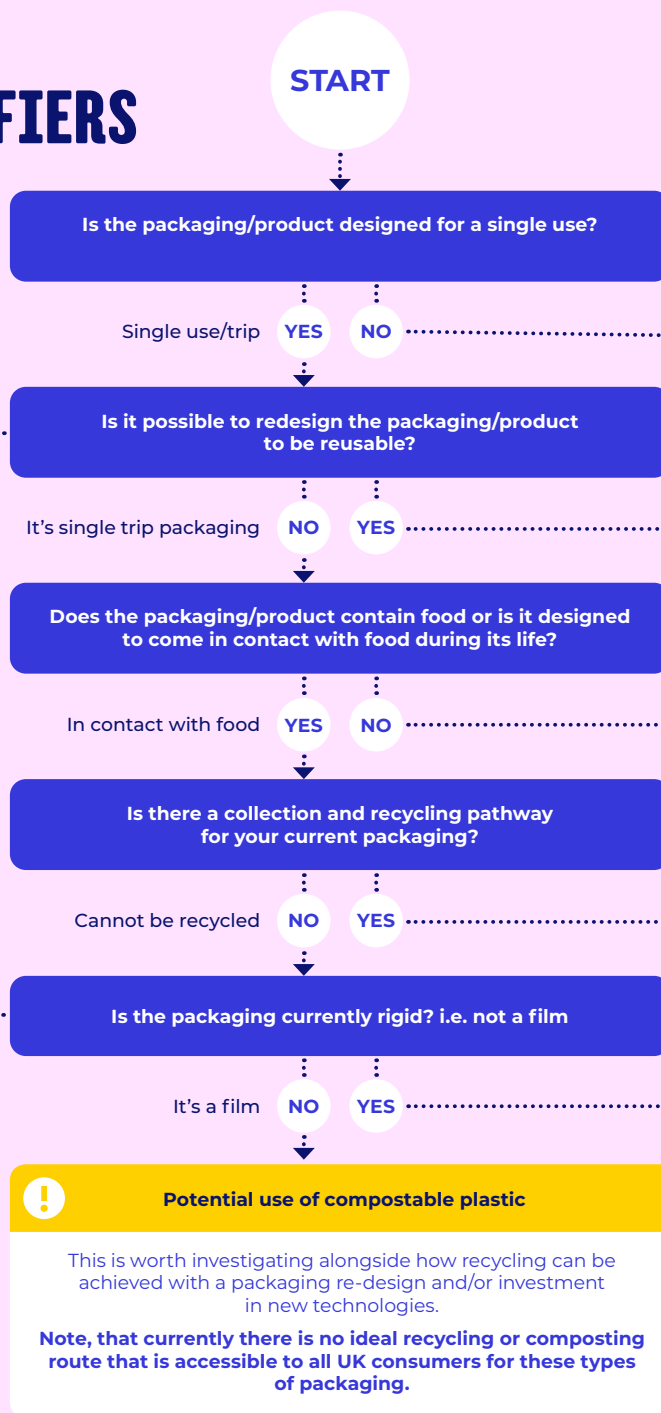 START
FIERS
Is the packaging/product designed for a single use?
Single use/trip YES NO
Is it possible to redesign the packaging/product
to be reusable?
It's single trip packaging NO YES
Does the packaging/product contain food or is it designed
to come in contact with food during its life?
In contact with food YES NO
Is there a collection and recycling pathway
for your current packaging?
Cannot be recycled NO YES
Is the packaging currently rigid? i.e. not a film
It's a film NO YES
! Potential use of compostable plastic
This is worth investigating alongside how recycling can be
achieved with a packaging re-design and/or investment
in new technologies.
Note, that currently there is no ideal recycling or composting
route that is accessible to all UK consumers for these types
of packaging.